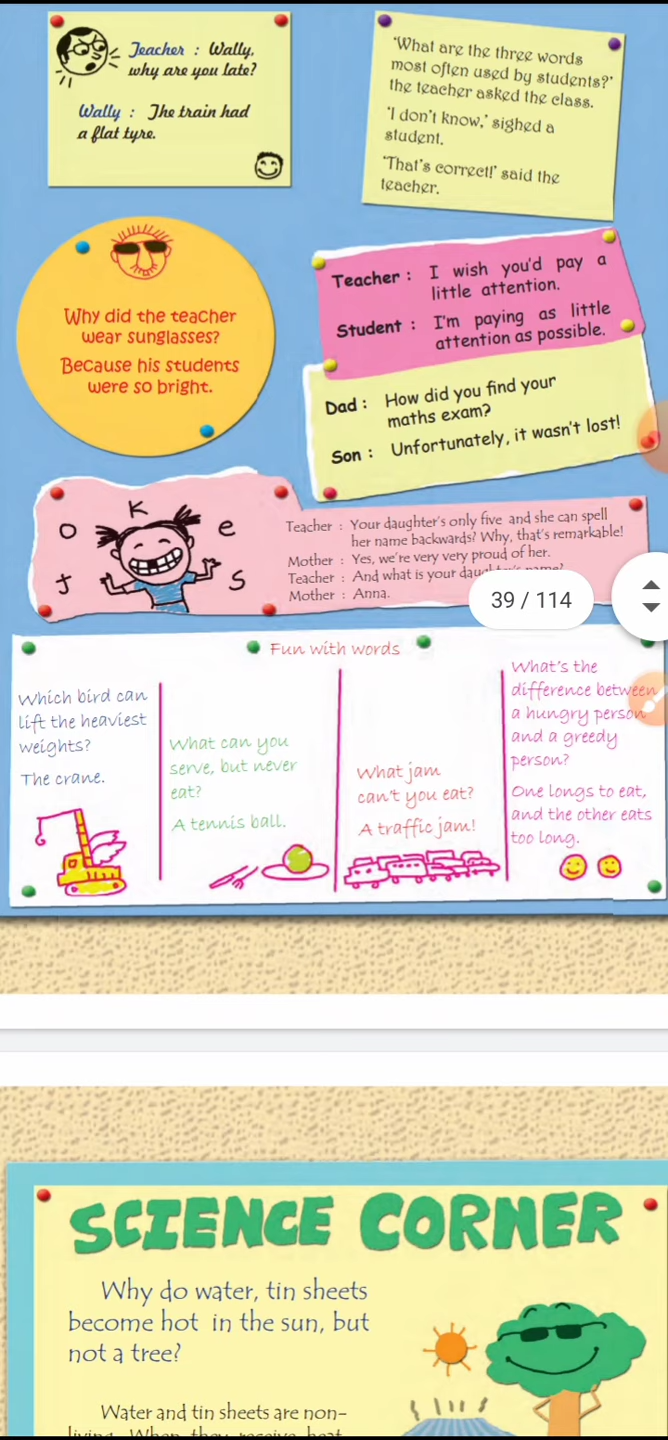 Teacher : Wally,
why are you late?
Wally : The train had
a flat tyre.
'What are the three words
most often used by students?'
the teacher asked the class.
'I don't know,' sighed a
student.
'That's correct!' said the
teacher.
Why did the teacher
wear sunglasses?
Because his students
were so bright.
Teacher : I wish you'd pay a
little attention.
Student : I'm paying as little
attention as possible.
Dad : How did you find your
maths exam?
Son : Unfortunately, it wasn't lost!
J o K e S
Teacher : Your daughter's only five and she can spell
her name backwards? Why, that's remarkable!
Mother : Yes, we're very very proud of her.
Teacher : And what is your
Mother : Anna.
39 / 114
Fun with words
Which bird can
lift the heaviest
weights?
The crane.
What can you
serve, but never
eat?
A tennis ball.
What jam
can't you eat?
A traffic jam!
What's the
difference between
a hungry person
and a greedy
person?
One longs to eat,
and the other eats
too long.
SCIENCE CORNER
Why do water, tin sheets
become hot in the sun, but
not a tree?
Water and tin sheets are non-
living. When they receive heat